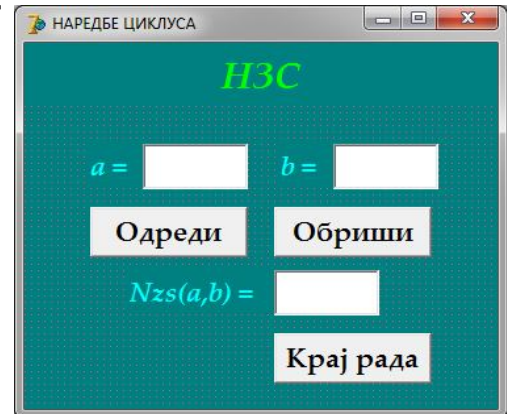 НАРЕДБЕ ЦИКЛУСА
НЗС
a = b =
Одреди Обриши
Nzs(a,b) =
Крај рада